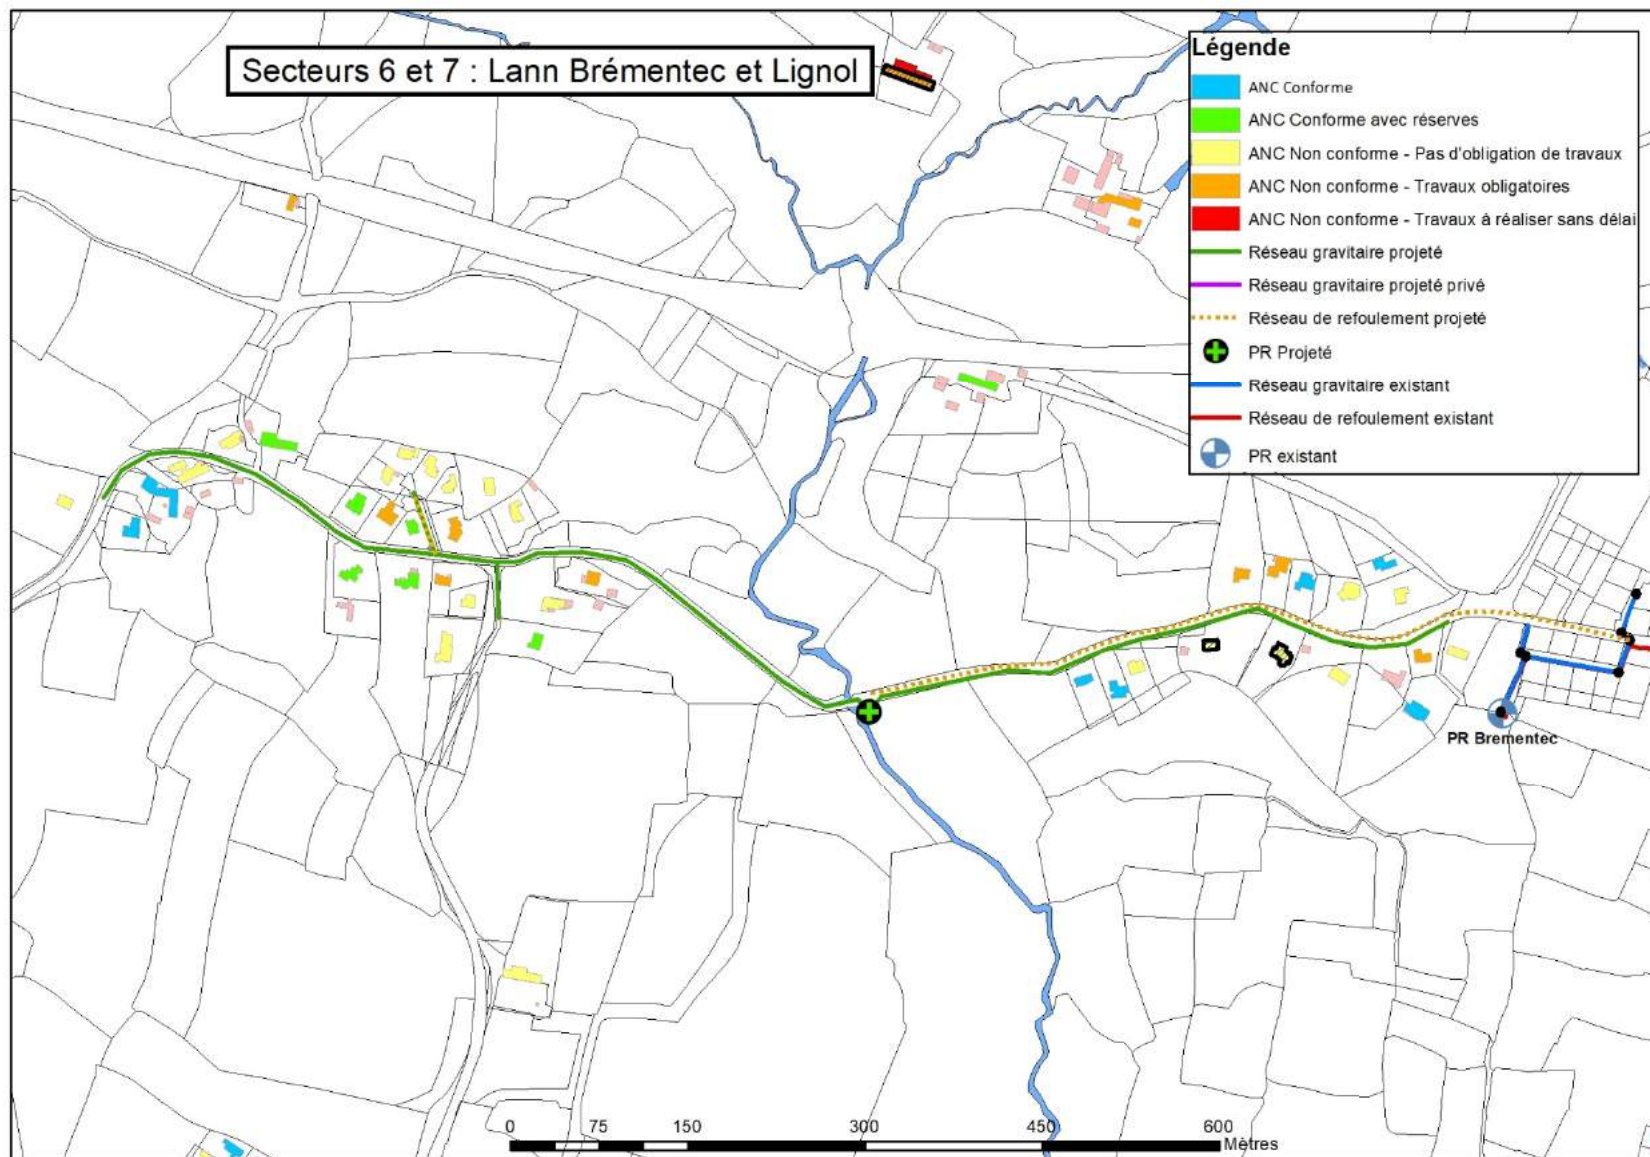 Secteurs 6 et 7 : Lann Brémentec et Lignol
Légende
ANC Conforme
ANC Conforme avec réserves
ANC Non conforme - Pas d'obligation de travaux
ANC Non conforme - Travaux obligatoires
ANC Non conforme - Travaux à réaliser sans délai
Réseau gravitaire projeté
Réseau gravitaire projeté privé
Réseau de refoulement projeté
PR Projeté
Réseau gravitaire existant
Réseau de refoulement existant
PR existant
PR Brementec
0 75 150 300 450 600
Mètres